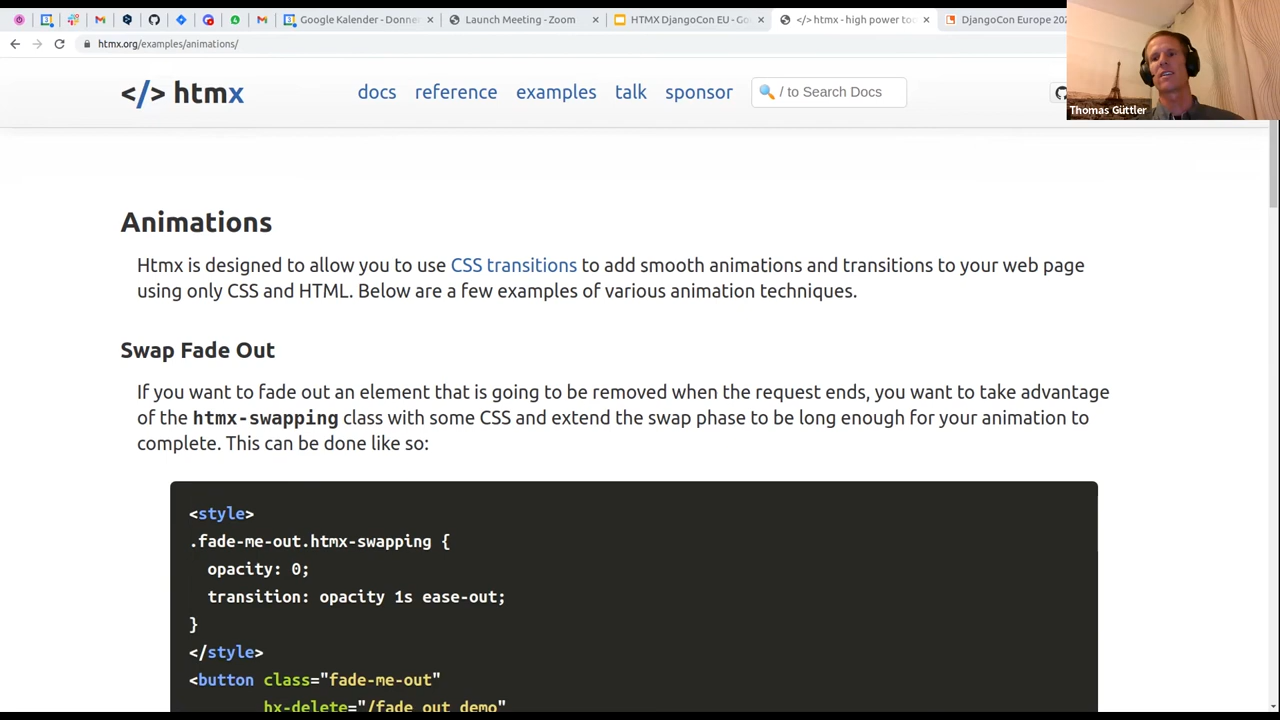 Google Kalender - Donne
Launch Meeting - Zoom
HTMX DjangoCon EU - G
</> htmx - high power too
DjangoCon Europe 202
htmx.org/examples/animations/
</> htmx
docs
reference
examples
talk
sponsor
/ to Search Docs
Thomas Güttler
Animations
Htmx is designed to allow you to use CSS transitions to add smooth animations and transitions to your web page
using only CSS and HTML. Below are a few examples of various animation techniques.
Swap Fade Out
If you want to fade out an element that is going to be removed when the request ends, you want to take advantage
of the htmx-swapping class with some CSS and extend the swap phase to be long enough for your animation to
complete. This can be done like so:
<style>
.fade-me-out.htmx-swapping {
opacity: 0;
transition: opacity 1s ease-out;
}
</style>
<button class="fade-me-out"
hx-delete="/fade_out_demo"